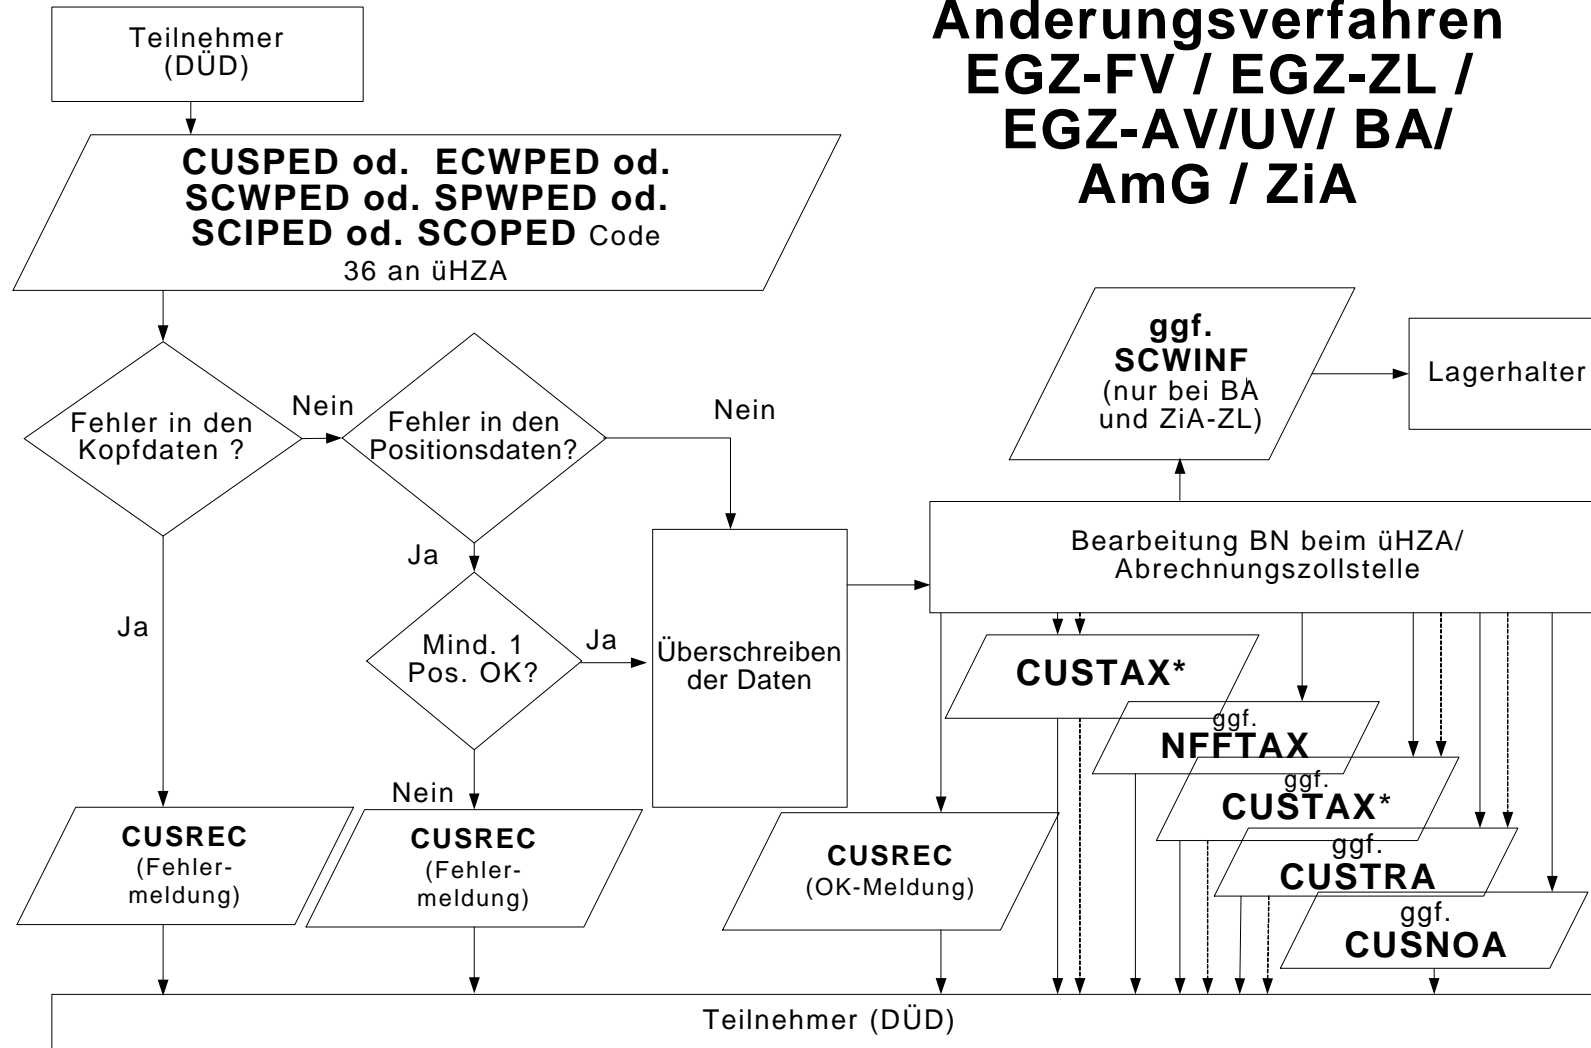 Änderungsverfahren
EGZ-FV / EGZ-ZL /
EGZ-AV/UV/ BA/
AmG / ZiA
Teilnehmer
(DÜD)
CUSPED od. ECWPED od.
SCWPED od. SPWPED od.
SCIPED od. SCOPED Code
36 an üHZA
ggf.
SCWINF
(nur bei BA
und ZiA-ZL)
Lagerhalter
Fehler in den
Kopfdaten ?
Nein
Fehler in den
Positionsdaten?
Nein
Bearbeitung BN beim üHZA/
Abrechnungszollstelle
Ja
Ja
Mind. 1
Pos. OK?
Ja
Überschreiben
der Daten
CUSTAX*
ggf.
NFFTAX
ggf.
CUSTAX*
ggf.
CUSTRA
ggf.
CUSNOA
Nein
CUSREC
(Fehler-
meldung)
CUSREC
(Fehler-
meldung)
CUSREC
(OK-Meldung)
Teilnehmer (DÜD)